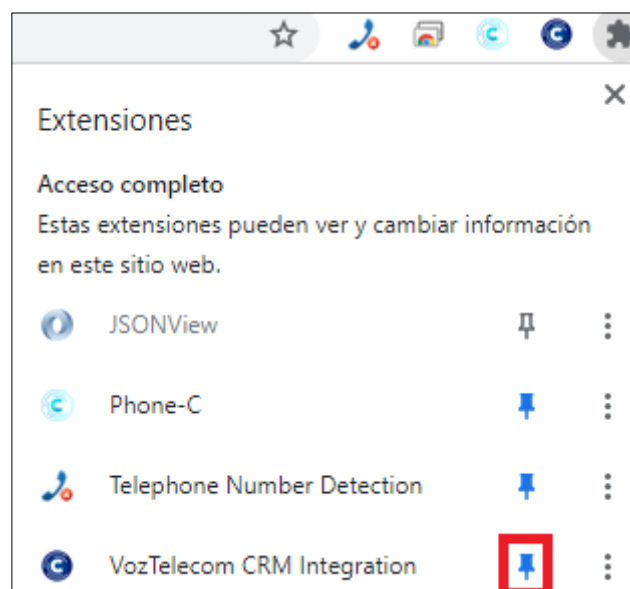 Extensiones
Acceso completo
Estas extensiones pueden ver y cambiar información
en este sitio web.
JSONView
Phone-C
Telephone Number Detection
VozTelecom CRM Integration